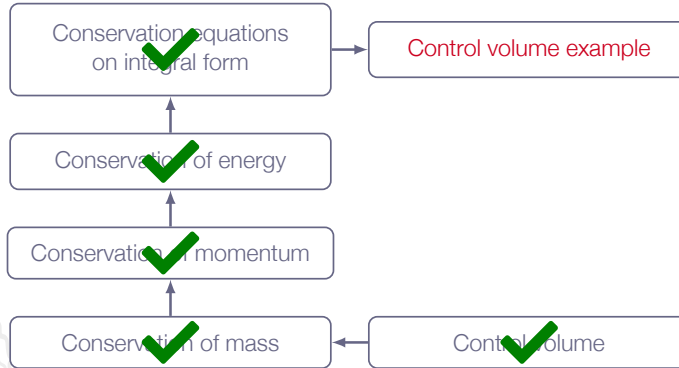 Conservation equations
on integral form
Control volume example
Conservation of energy
Conservation of momentum
Conservation of mass
Control volume